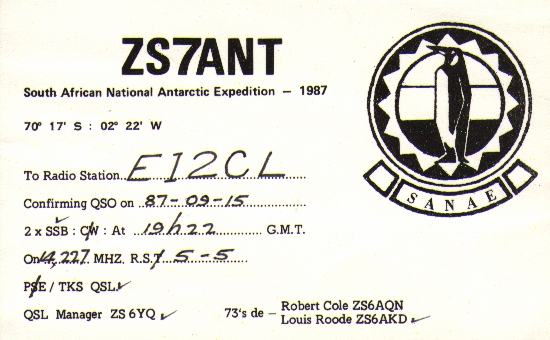 ZS7ANT
South African National Antarctic Expedition – 1987
70° 17' S : 02° 22' W
SANAE
To Radio Station EI2CL
Confirming QSO on 87-09-15
2 x SSB : CW : At 19h22 G.M.T.
On 14,227 MHZ. R.S.T 5-5
PSE / TKS QSL.
QSL Manager ZS 6YQ
73's de – Robert Cole ZS6AQN
Louis Roode ZS6AKD